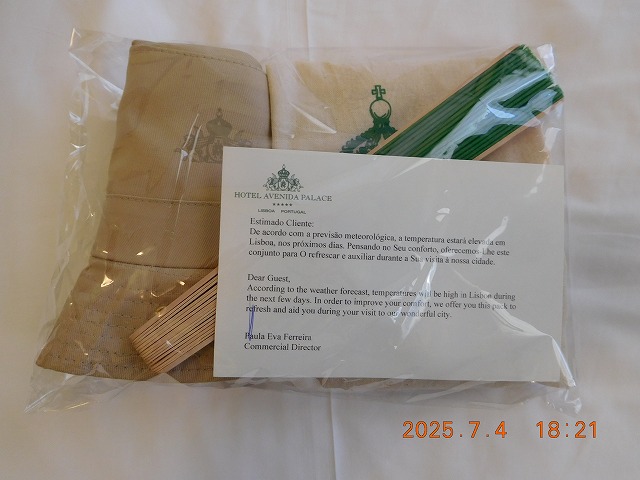 HOTEL AVENIDA PALACE
★★★★★
LISBOA PORTUGAL
Estimado Cliente:
De acordo com a previsão meteorológica, a temperatura estará elevada em
Lisboa, nos próximos dias. Pensando no Seu conforto, oferecemos-lhe este
conjunto para O refrescar e auxiliar durante a Sua visita à nossa cidade.
Dear Guest,
According to the weather forecast, temperatures will be high in Lisbon during
the next few days. In order to improve your comfort, we offer you this pack to
refresh and aid you during your visit to our wonderful city.
Paula Eva Ferreira
Commercial Director
2025.7.4 18:21